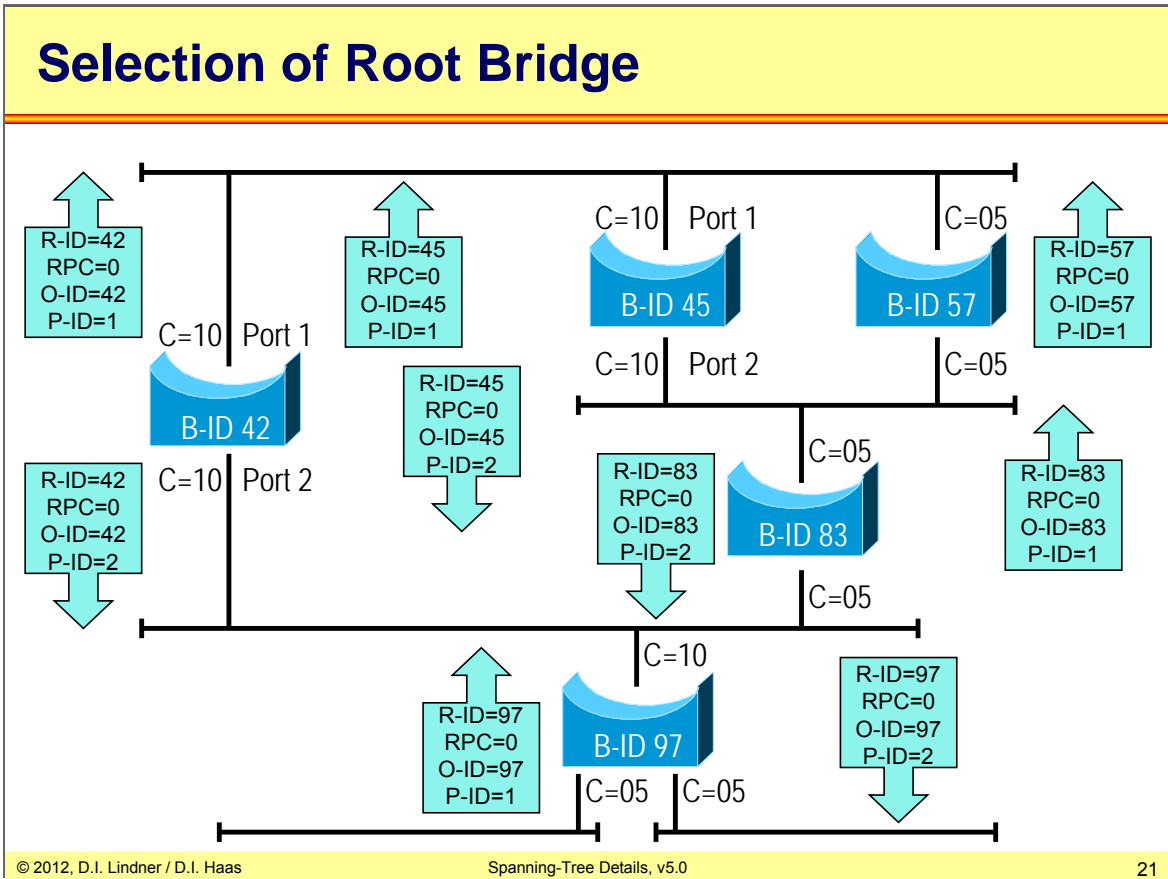 Selection of Root Bridge
R-ID=42
RPC=0
O-ID=42
P-ID=1
C=10 Port 1
B-ID 42
C=10 Port 2
R-ID=42
RPC=0
O-ID=42
P-ID=2
R-ID=45
RPC=0
O-ID=45
P-ID=1
R-ID=45
RPC=0
O-ID=45
P-ID=2
C=10 Port 1
B-ID 45
C=10 Port 2
C=05
B-ID 57
C=05
R-ID=57
RPC=0
O-ID=57
P-ID=1
R-ID=83
RPC=0
O-ID=83
P-ID=2
C=05
B-ID 83
C=05
R-ID=83
RPC=0
O-ID=83
P-ID=1
R-ID=97
RPC=0
O-ID=97
P-ID=1
C=10
B-ID 97
C=05
C=05
R-ID=97
RPC=0
O-ID=97
P-ID=2
© 2012, D.I. Lindner / D.I. Haas
Spanning-Tree Details, v5.0
21